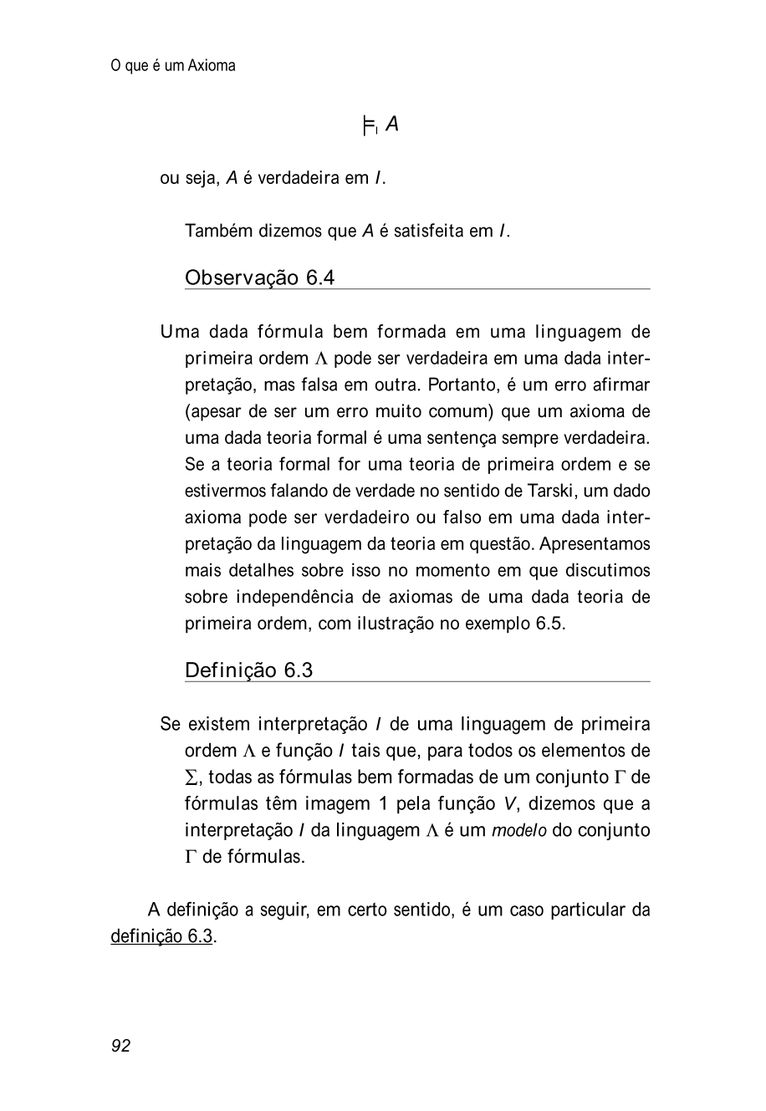 O que é um Axioma
⊨I A
ou seja, A é verdadeira em I.
Também dizemos que A é satisfeita em I.
Observação 6.4
Uma dada fórmula bem formada em uma linguagem de
primeira ordem Λ pode ser verdadeira em uma dada inter-
pretação, mas falsa em outra. Portanto, é um erro afirmar
(apesar de ser um erro muito comum) que um axioma de
uma dada teoria formal é uma sentença sempre verdadeira.
Se a teoria formal for uma teoria de primeira ordem e se
estivermos falando de verdade no sentido de Tarski, um dado
axioma pode ser verdadeiro ou falso em uma dada inter-
pretação da linguagem da teoria em questão. Apresentamos
mais detalhes sobre isso no momento em que discutimos
sobre independência de axiomas de uma dada teoria de
primeira ordem, com ilustração no exemplo 6.5.
Definição 6.3
Se existem interpretação I de uma linguagem de primeira
ordem Λ e função I tais que, para todos os elementos de
Σ, todas as fórmulas bem formadas de um conjunto Γ de
fórmulas têm imagem 1 pela função V, dizemos que a
interpretação I da linguagem Λ é um modelo do conjunto
Γ de fórmulas.
A definição a seguir, em certo sentido, é um caso particular da
definição 6.3.
92